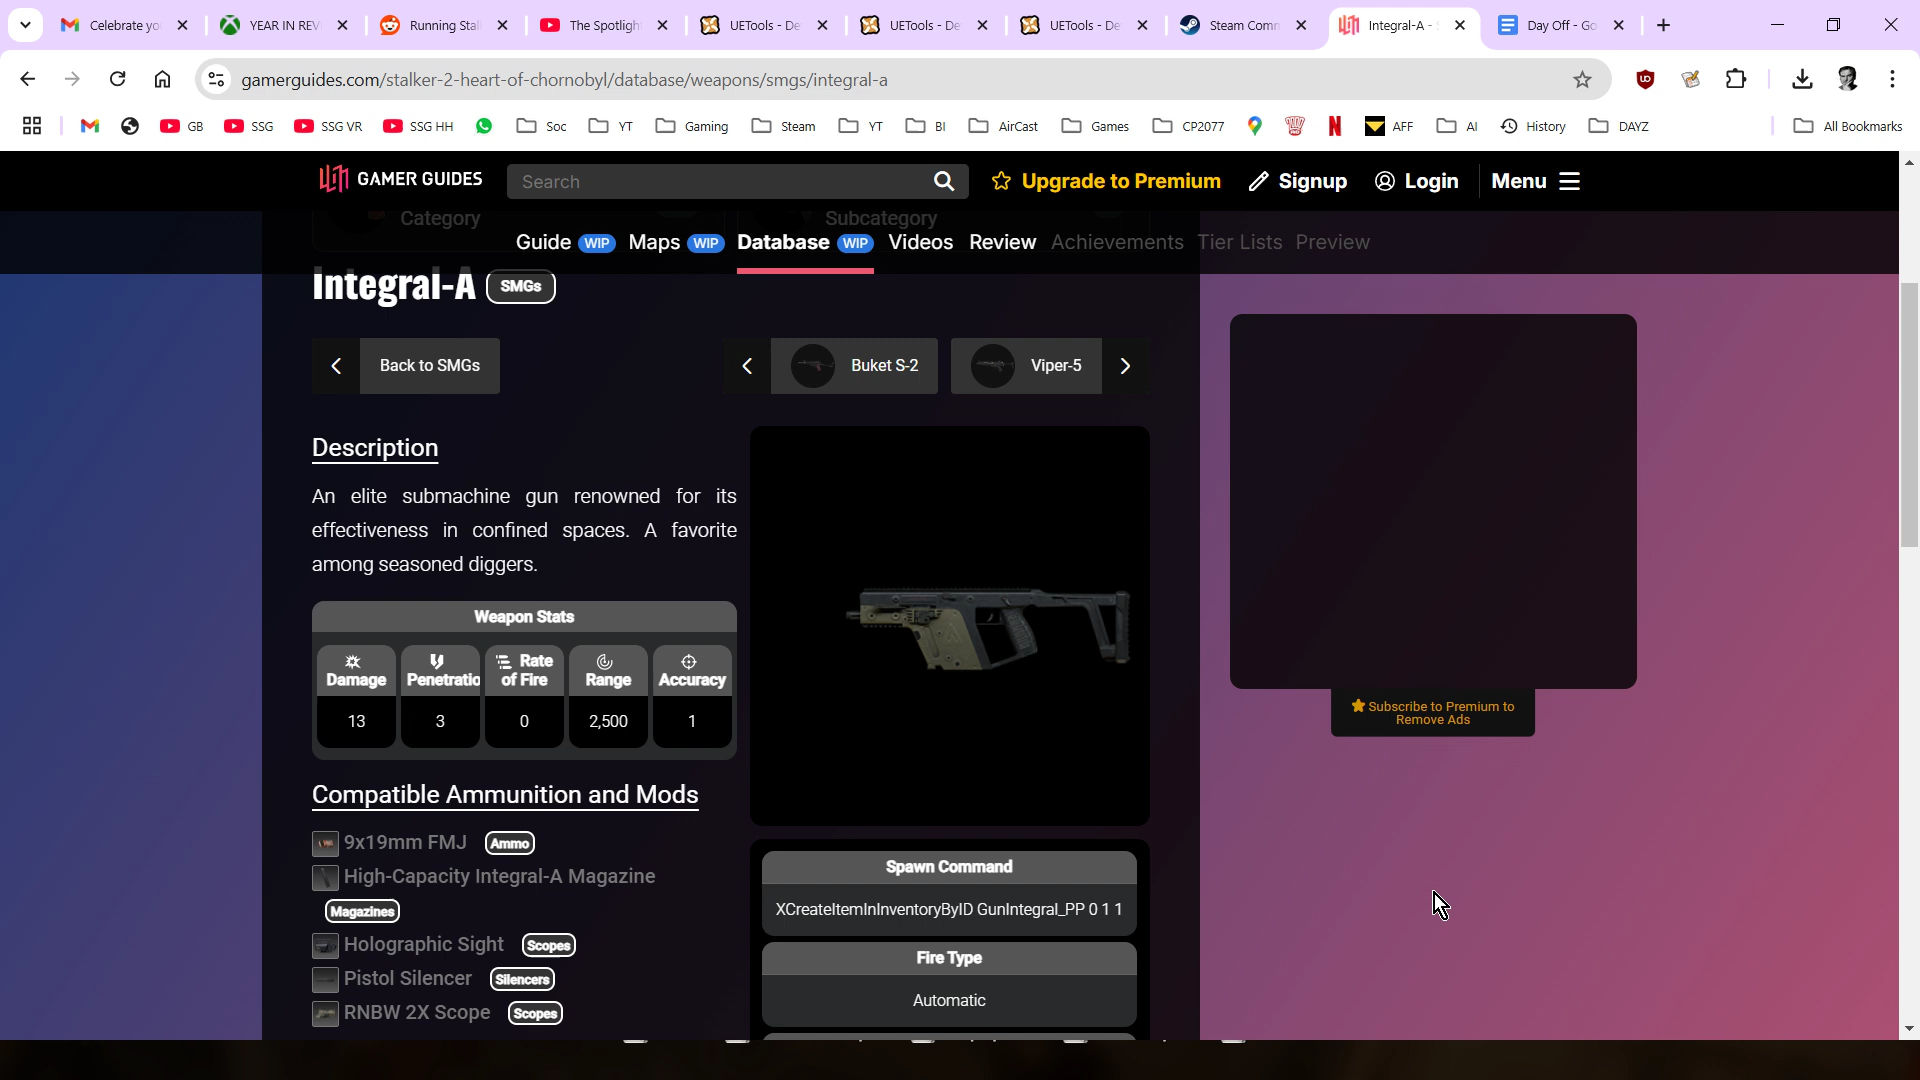 Celebrate yo
YEAR IN REV
Running Stal
The Spotligh
UETools - De
UETools - De
UETools - De
Steam Comm
Integral-A -
Day Off - Go
gamerguides.com/stalker-2-heart-of-chornobyl/database/weapons/smgs/integral-a
GB
SSG
SSG VR
SSG HH
Soc
YT
Gaming
Steam
YT
BI
AirCast
Games
CP2077
AFF
AI
History
DAYZ
All Bookmarks
GAMER GUIDES
Search
Upgrade to Premium
Signup
Login
Menu
Category
Subcategory
Guide WIP Maps WIP Database WIP Videos Review Achievements Tier Lists Preview
Integral-A SMGs
Back to SMGs
Buket S-2
Viper-5
Description
An elite submachine gun renowned for its
effectiveness in confined spaces. A favorite
among seasoned diggers.
Weapon Stats
Damage
Penetratio
Rate
of Fire
Range
Accuracy
13
3
0
2,500
1
Compatible Ammunition and Mods
9x19mm FMJ Ammo
High-Capacity Integral-A Magazine
Magazines
Holographic Sight Scopes
Pistol Silencer Silencers
RNBW 2X Scope Scopes
Spawn Command
XCreateItemInInventoryByID GunIntegral_PP 0 1 1
Fire Type
Automatic
Subscribe to Premium to
Remove Ads